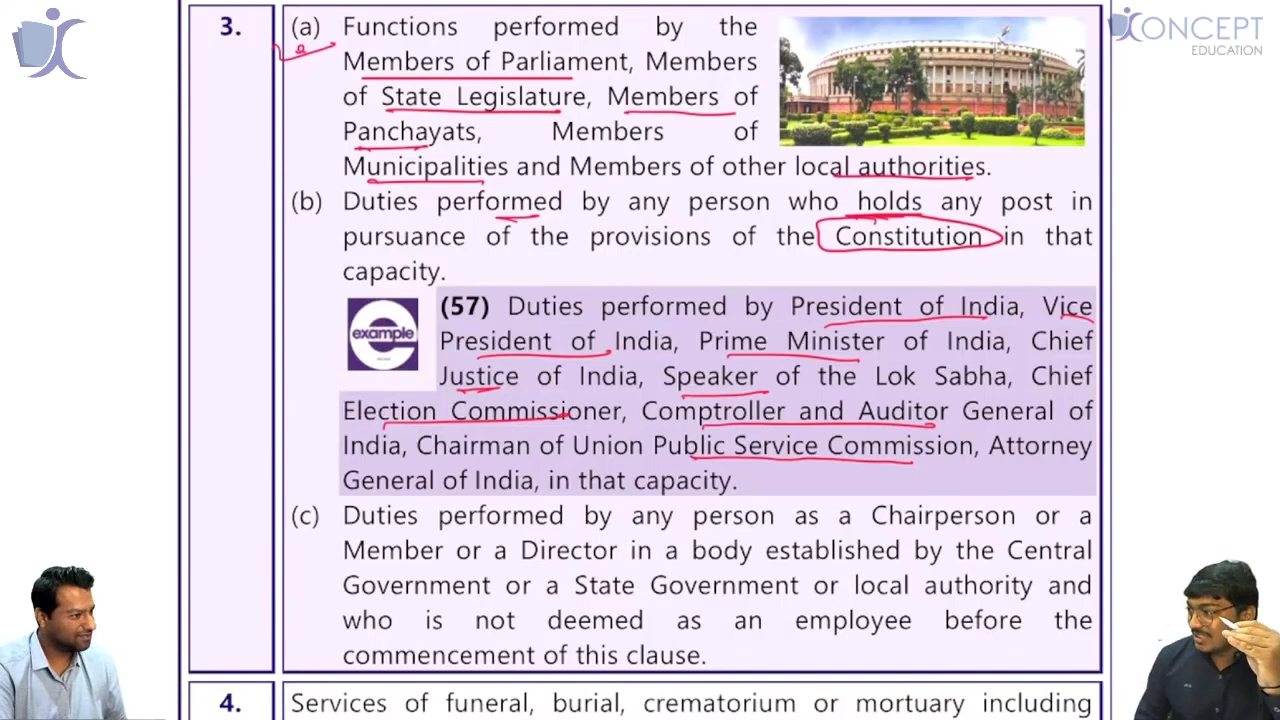 KONCEPT
EDUCATION
3.
(a) Functions performed by the
Members of Parliament, Members
of State Legislature, Members of
Panchayats, Members of
Municipalities and Members of other local authorities.
(b) Duties performed by any person who holds any post in
pursuance of the provisions of the Constitution in that
capacity.
example
(57) Duties performed by President of India, Vice
President of India, Prime Minister of India, Chief
Justice of India, Speaker of the Lok Sabha, Chief
Election Commissioner, Comptroller and Auditor General of
India, Chairman of Union Public Service Commission, Attorney
General of India, in that capacity.
(c) Duties performed by any person as a Chairperson or a
Member or a Director in a body established by the Central
Government or a State Government or local authority and
who is not deemed as an employee before the
commencement of this clause.
4. Services of funeral, burial, crematorium or mortuary including